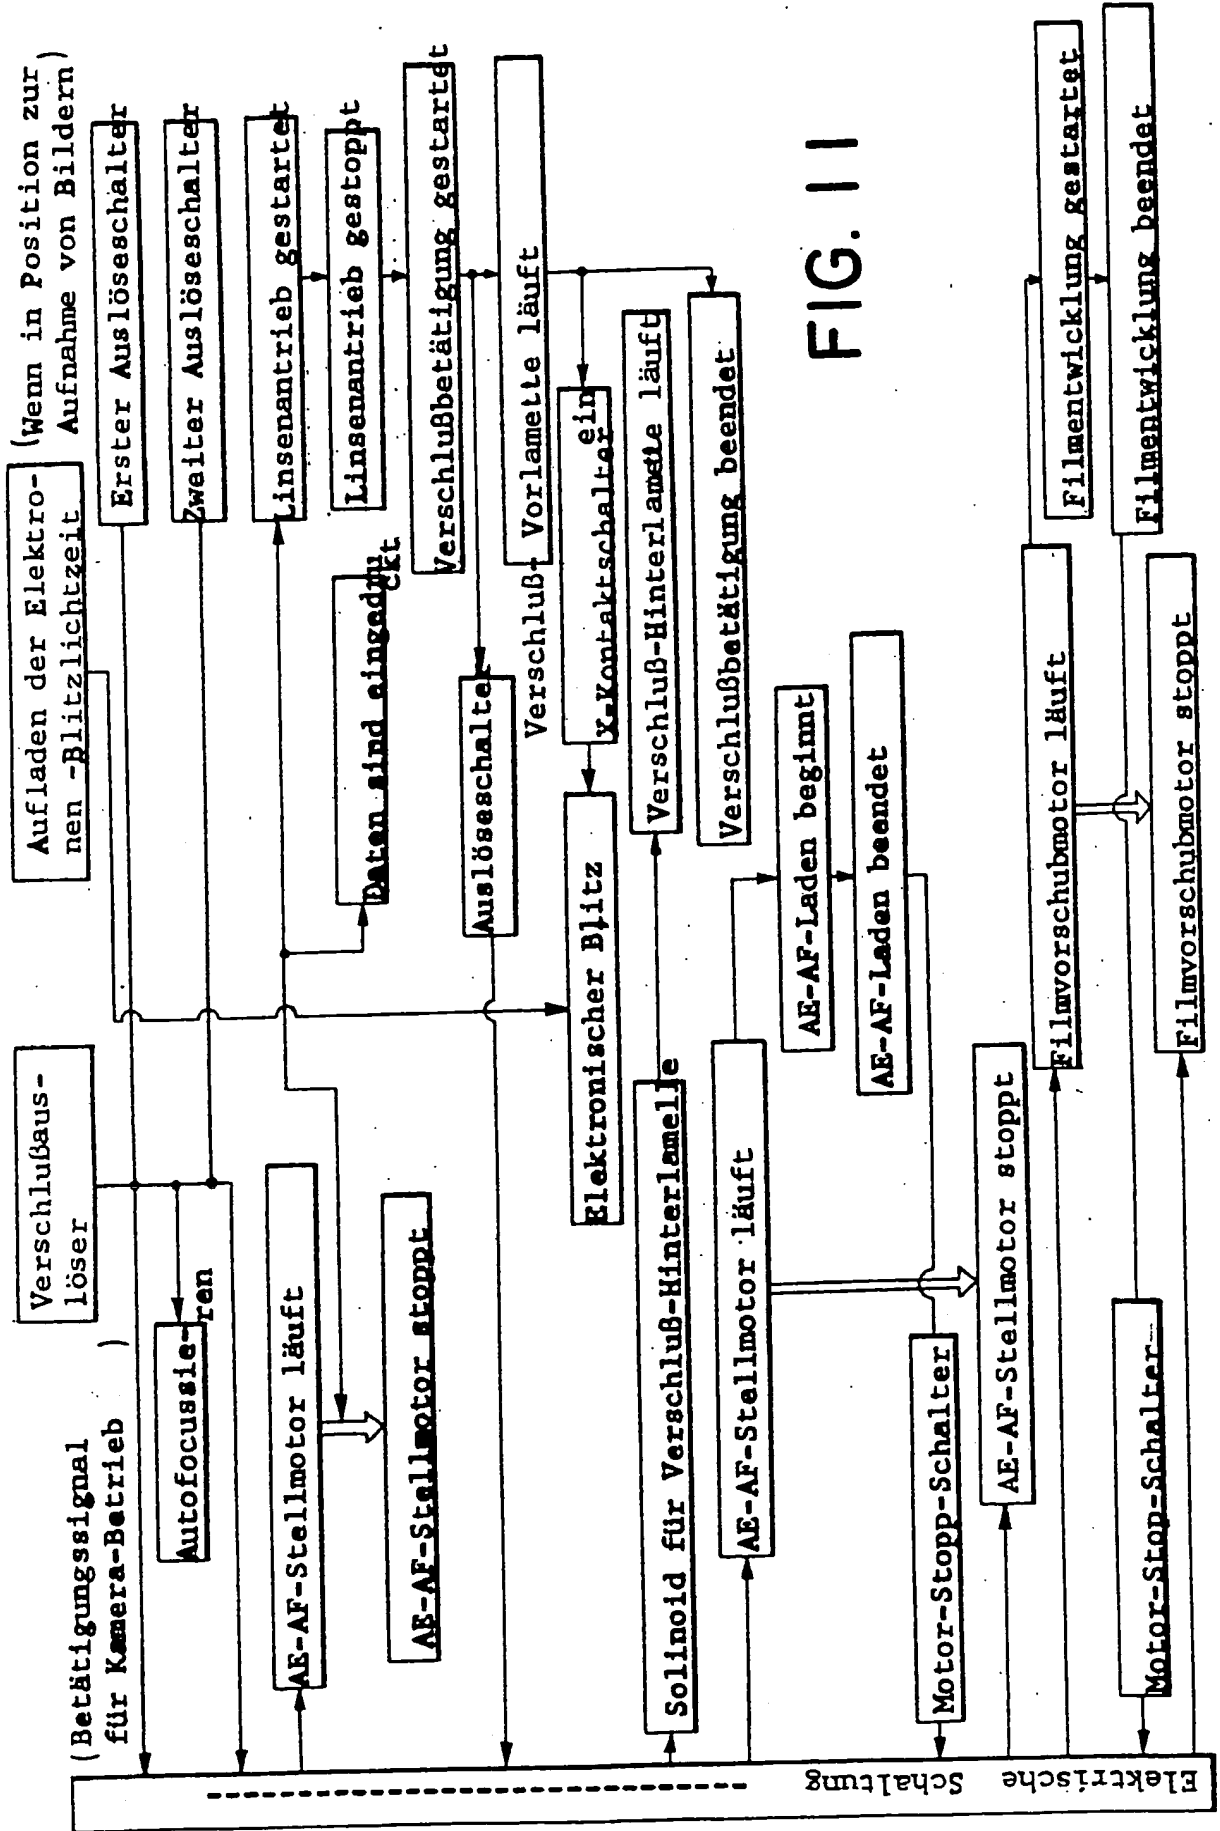 (Betätigungssignal
für Kamera-Betrieb)
Verschlußaus-
löser
Aufladen der Elektro-
nen -Blitzlichtzeit
(Wenn in Position zur
Aufnahme von Bildern)
Erster Auslöseschalter
Autofocussie-
ren
Zweiter Auslöseschalter
AE-AF-Stellmotor läuft
Linsenantrieb gestartet
AE-AF-Stellmotor stoppt
Daten sind eingedru
ckt
Linsenantrieb gestoppt
Verschlußbetätigung gestartet
Auslöseschalter
Verschluß- Vorlamelle läuft
Elektronischer Blitz
ein
X-Kontaktschalter
Solinoid für Verschluß-Hinterlamelle
Verschluß-Hinterlamelle läuft
Verschlußbetätigung beendet
AE-AF-Stellmotor läuft
AE-AF-Laden beginnt
AE-AF-Laden beendet
Motor-Stopp-Schalter
AE-AF-Stellmotor stoppt
Filmvorschubmotor läuft
Filmentwicklung gestartet
Filmentwicklung beendet
Motor-Stop-Schalter
Filmvorschubmotor stoppt
Elektrische Schaltung
FIG. 11